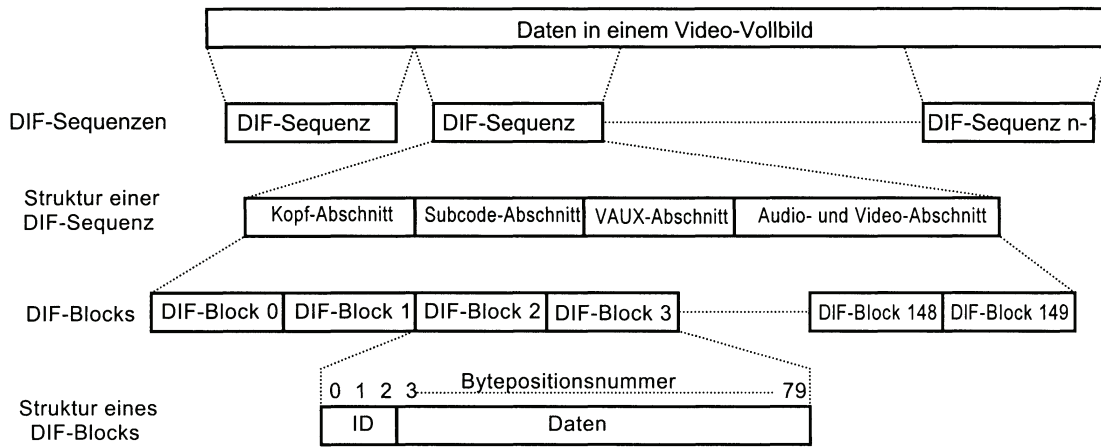 Daten in einem Video-Vollbild
DIF-Sequenzen
DIF-Sequenz
DIF-Sequenz
DIF-Sequenz n-1
Struktur einer
DIF-Sequenz
Kopf-Abschnitt
Subcode-Abschnitt
VAUX-Abschnitt
Audio- und Video-Abschnitt
DIF-Blocks
DIF-Block 0
DIF-Block 1
DIF-Block 2
DIF-Block 3
DIF-Block 148
DIF-Block 149
Bytepositionsnummer
0 1 2 3 79
Struktur eines
DIF-Blocks
ID
Daten